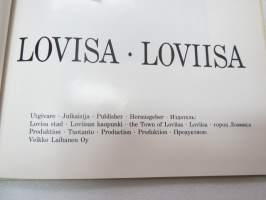 LOVISA · LOVIISA
Utgivare · Julkaisija · Publisher · Herausgeber · Издатель:
Lovisa stad · Loviisan kaupunki · the Town of Loviisa · Loviisa · город Ловииса
Produktion · Tuotanto · Production · Produktion · Продукция:
Veikko Laihanen Oy